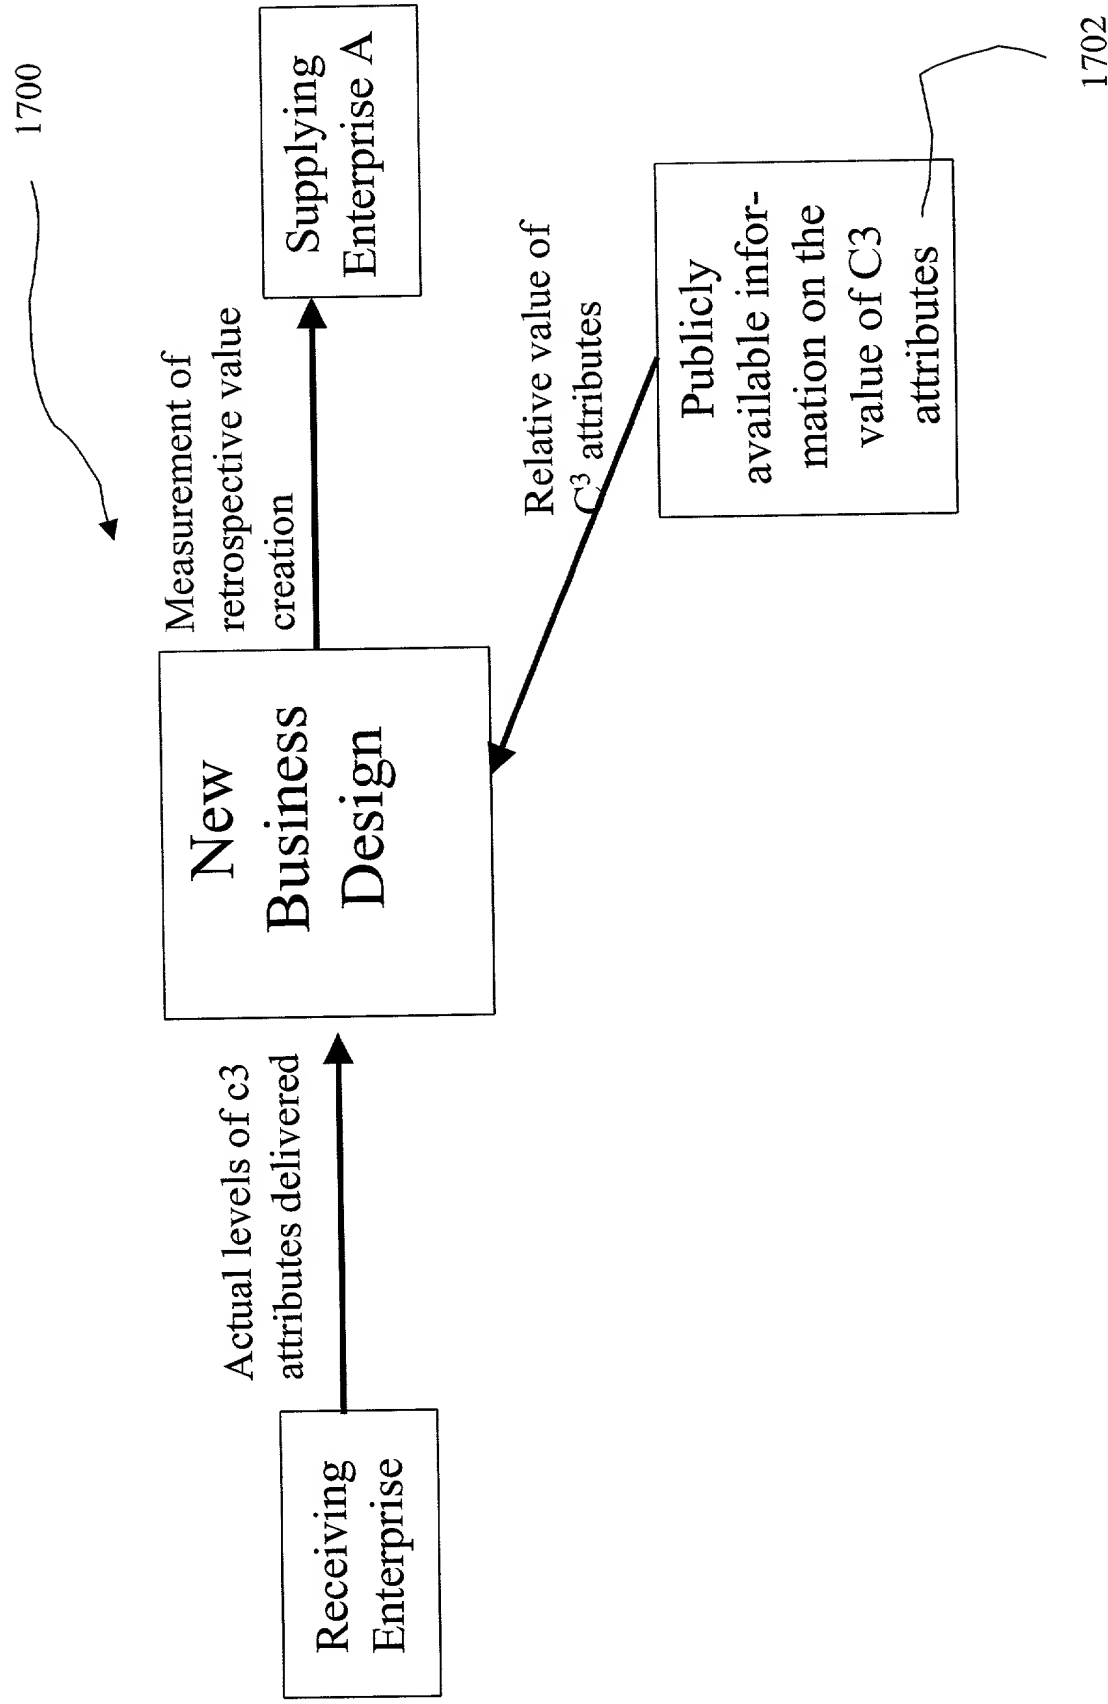 1700
Receiving
Enterprise
Actual levels of c3
attributes delivered
New
Business
Design
Measurement of
retrospective value
creation
Supplying
Enterprise A
Relative value of
C³ attributes
Publicly
available infor-
mation on the
value of C3
attributes
1702